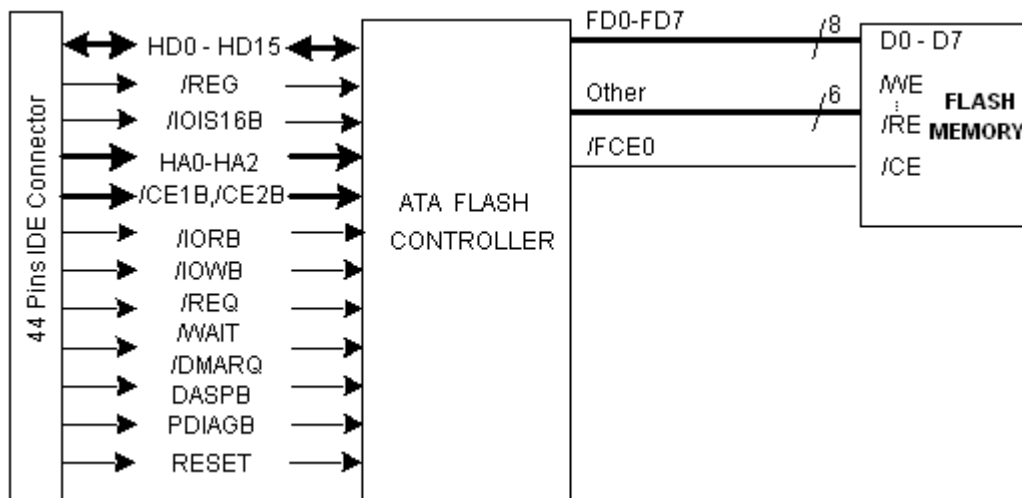 44 Pins IDE Connector
HD0 - HD15
/REG
/IOIS16B
HA0-HA2
/CE1B,/CE2B
/IORB
/IOWB
/REQ
/WAIT
/DMARQ
DASPB
PDIAGB
RESET
ATA FLASH
CONTROLLER
FD0-FD7
/8
Other
/6
/FCE0
D0 - D7
/WE
/RE
/CE
FLASH
MEMORY